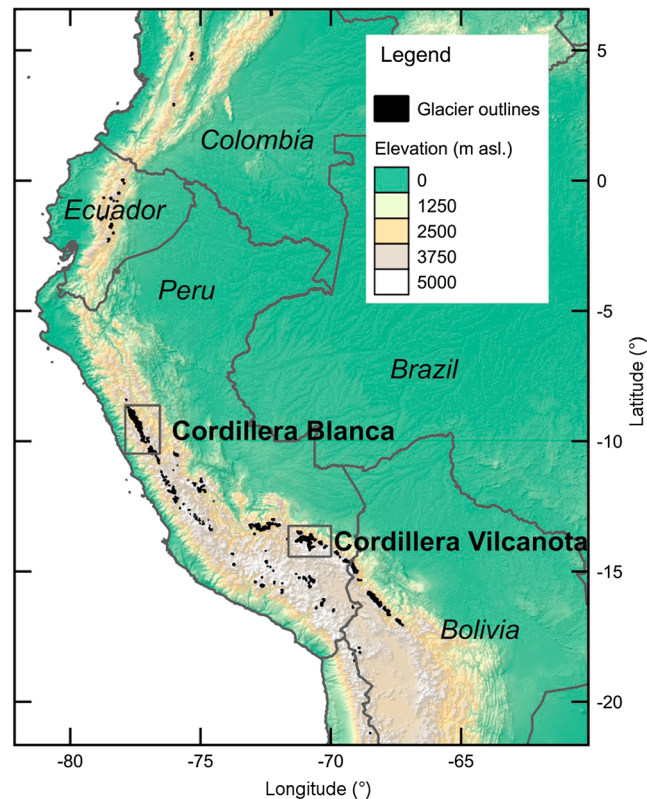 Legend
Glacier outlines
Elevation (m asl.)
0
1250
2500
3750
5000
Colombia
Ecuador
Peru
Brazil
Cordillera Blanca
Cordillera Vilcanota
Bolivia
5
0
-5
-10
-15
-20
Latitude (°)
-80 -75 -70 -65
Longitude (°)